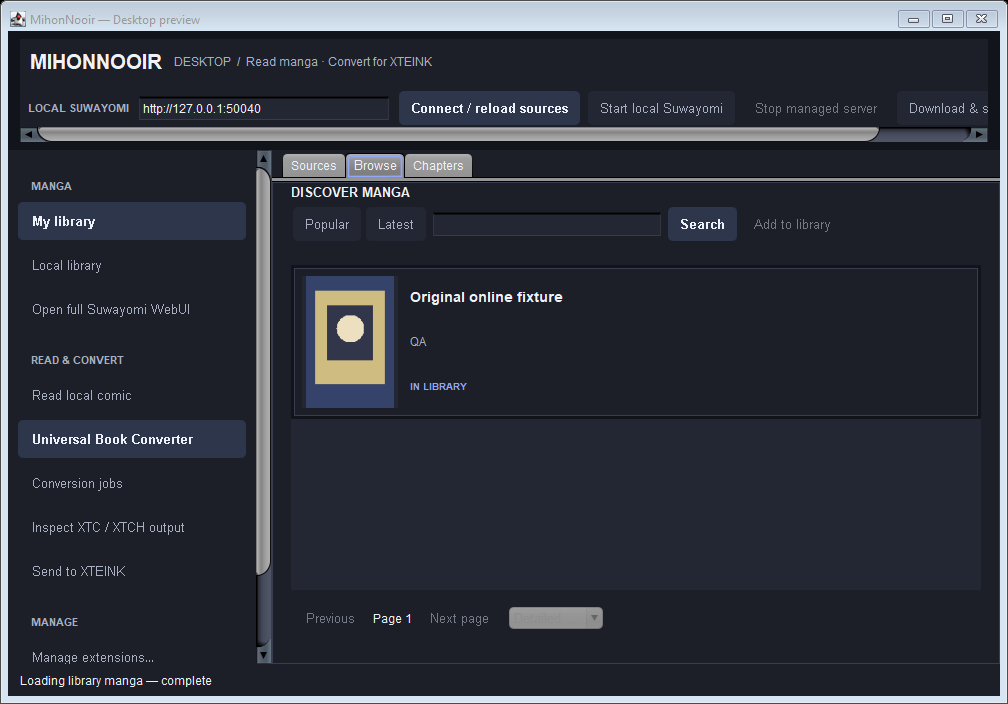 MihonNooir — Desktop preview
MIHONNOOIR DESKTOP / Read manga · Convert for XTEINK
LOCAL SUWAYOMI http://127.0.0.1:50040 Connect / reload sources Start local Suwayomi Stop managed server Download & s
MANGA
My library
Local library
Open full Suwayomi WebUI
READ & CONVERT
Read local comic
Universal Book Converter
Conversion jobs
Inspect XTC / XTCH output
Send to XTEINK
MANAGE
Manage extensions...
Sources Browse Chapters
DISCOVER MANGA
Popular Latest Search Add to library
Original online fixture
QA
IN LIBRARY
Previous Page 1 Next page
Loading library manga — complete